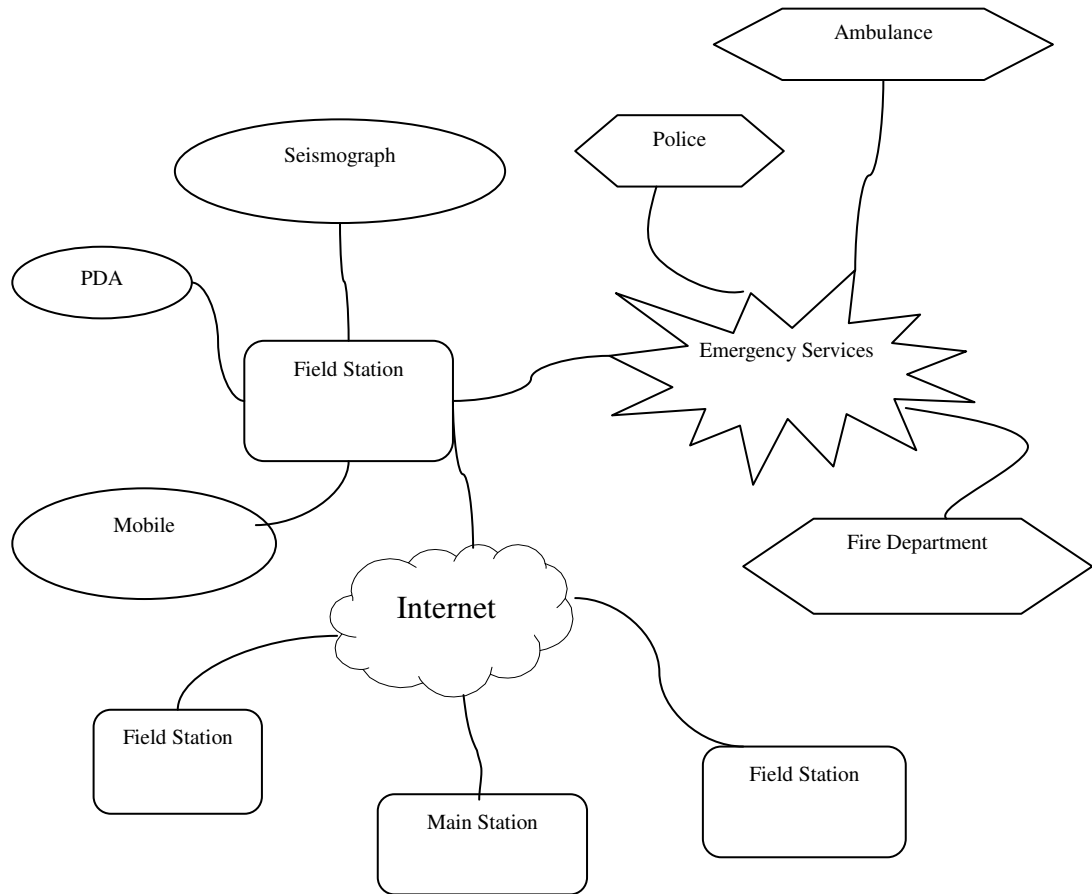 Ambulance
Police
Seismograph
PDA
Emergency Services
Field Station
Mobile
Fire Department
Internet
Field Station
Field Station
Main Station